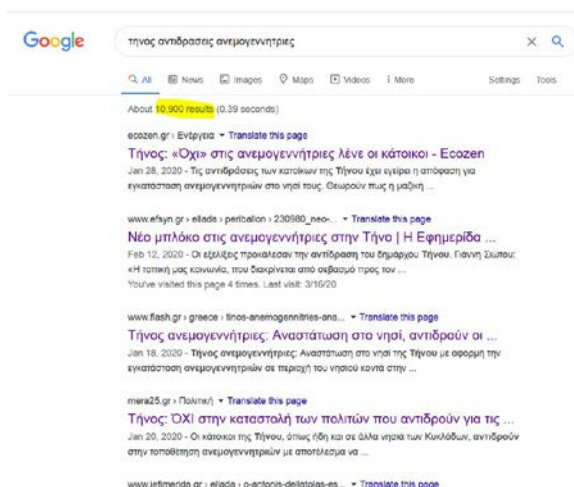 Google
τηνος αντιδρασεις ανεμογεννητριες
All News Images Maps Videos More Settings Tools
About 10,900 results (0.39 seconds)
ecozen.gr › Ενέργεια Translate this page
Τήνος: «Όχι» στις ανεμογεννήτριες λένε οι κάτοικοι - Ecozen
Jan 28, 2020 - Τις αντιδράσεις των κατοίκων της Τήνου έχει εγείρει η απόφαση για
εγκατάσταση ανεμογεννητριών στο νησί τους. Θεωρούν πως η μαζική ...
www.efsyn.gr › ellada › periballon › 230980_neo-... Translate this page
Νέο μπλόκο στις ανεμογεννήτριες στην Τήνο | Η Εφημερίδα ...
Feb 12, 2020 - Οι εξελίξεις προκάλεσαν την αντίδραση του δημάρχου Τήνου, Γιάννη Σιώτου:
«Η τοπική μας κοινωνία, που διακρίνεται από σεβασμό προς τον ...
You've visited this page 4 times. Last visit: 3/16/20
www.flash.gr › greece › tinos-anemogennitries-ana... Translate this page
Τήνος ανεμογεννήτριες: Αναστάτωση στο νησί, αντιδρούν οι ...
Jan 18, 2020 - Τήνος ανεμογεννήτριες: Αναστάτωση στο νησί της Τήνου με αφορμή την
εγκατάσταση ανεμογεννητριών σε περιοχή του νησιού κοντά στην ...
mera25.gr › Πολιτική Translate this page
Τήνος: ΌΧΙ στην καταστολή των πολιτών που αντιδρούν για τις ...
Jan 20, 2020 - Οι κάτοικοι της Τήνου, όπως ήδη και σε άλλα νησιά των Κυκλάδων, αντιδρούν
στην τοποθέτηση ανεμογεννητριών με αποτέλεσμα να ...
www.iefimerida.gr › ellada › o-antonis-dellatolas-es... Translate this page